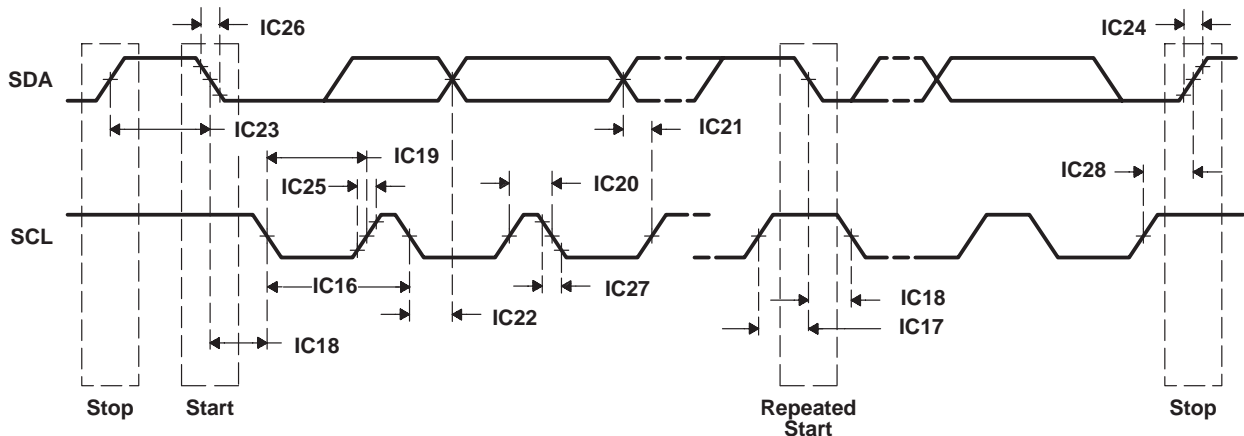 IC26
IC24
SDA
IC23
IC21
IC19
IC25
IC20
IC28
SCL
IC16
IC27
IC18
IC22
IC17
IC18
Stop
Start
Repeated
Start
Stop